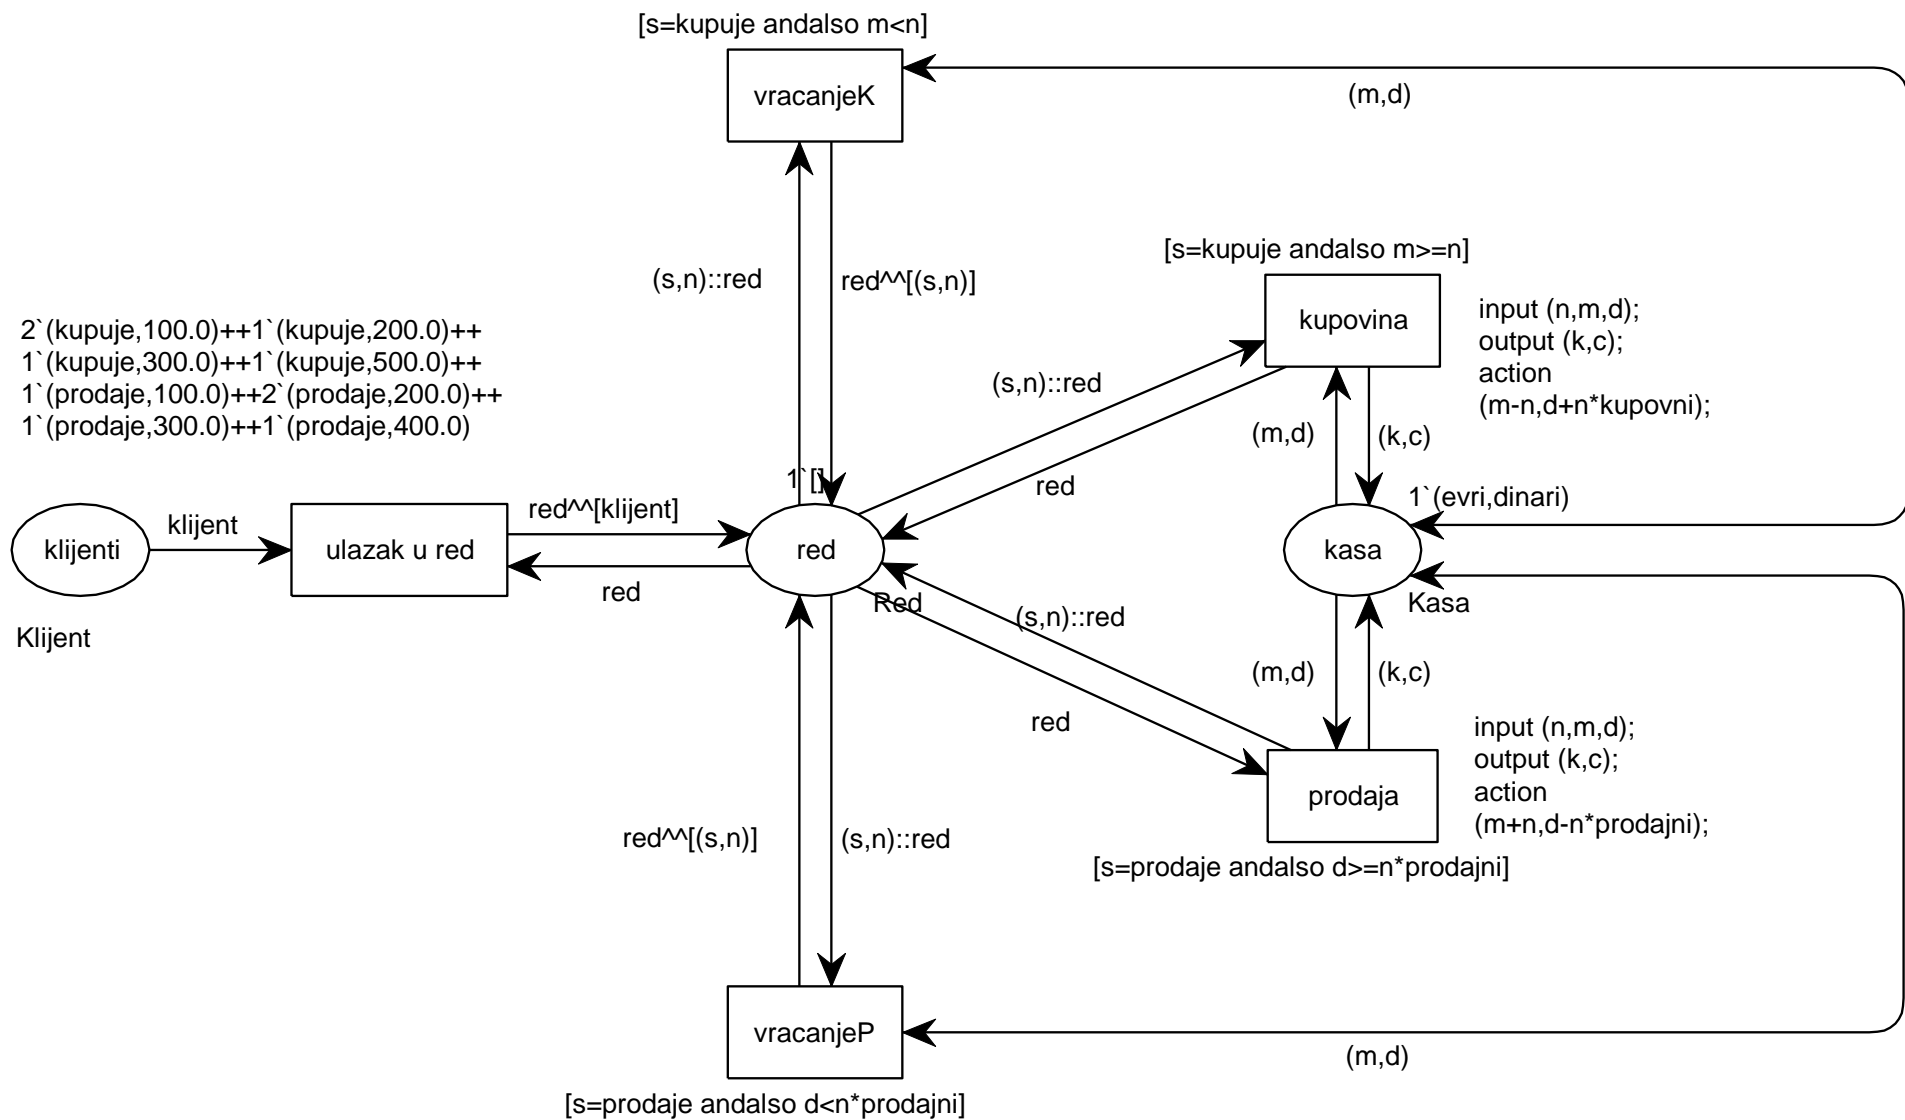 [s=kupuje andalso m<n]
vracanjeK
(m,d)
[s=kupuje andalso m>=n]
(s,n)::red
red^^[(s,n)]
kupovina
input (n,m,d);
output (k,c);
action
(m-n,d+n*kupovni);
2`(kupuje,100.0)++1`(kupuje,200.0)++
1`(kupuje,300.0)++1`(kupuje,500.0)++
1`(prodaje,100.0)++2`(prodaje,200.0)++
1`(prodaje,300.0)++1`(prodaje,400.0)
(s,n)::red
(m,d)
(k,c)
1`[]
red
1`(evri,dinari)
klijent
red^^[klijent]
klijenti
ulazak u red
red
kasa
red
Red
Kasa
Klijent
(s,n)::red
(m,d)
(k,c)
red
input (n,m,d);
output (k,c);
action
(m+n,d-n*prodajni);
prodaja
red^^[(s,n)]
(s,n)::red
[s=prodaje andalso d>=n*prodajni]
vracanjeP
(m,d)
[s=prodaje andalso d<n*prodajni]